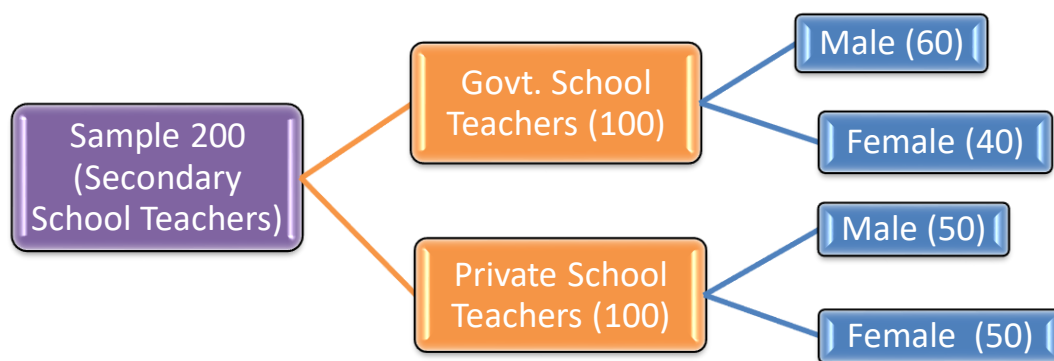 Sample 200
(Secondary
School Teachers)
Govt. School
Teachers (100)
Male (60)
Female (40)
Private School
Teachers (100)
Male (50)
Female (50)